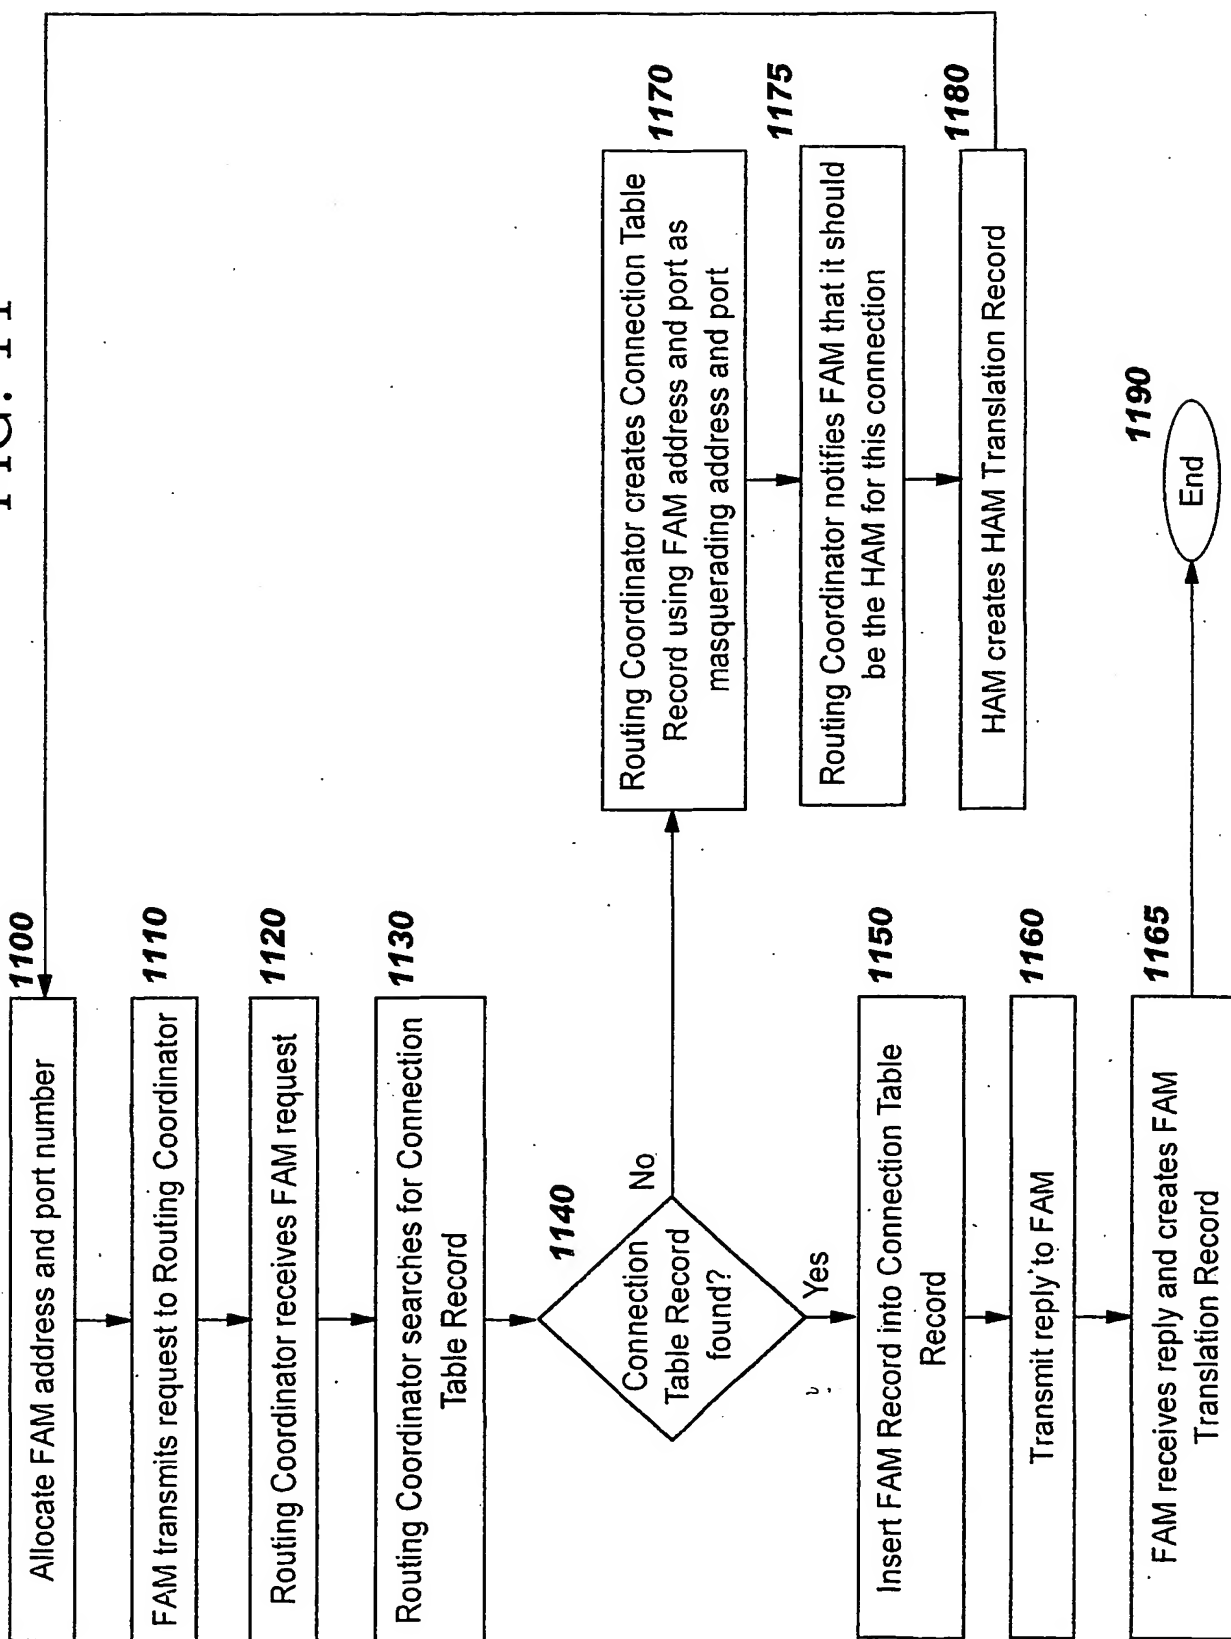 FIG. 11
1100
Allocate FAM address and port number
1110
FAM transmits request to Routing Coordinator
1120
Routing Coordinator receives FAM request
1130
Routing Coordinator searches for Connection
Table Record
1140
Connection
Table Record
found?
No
Yes
1150
Insert FAM Record into Connection Table
Record
1160
Transmit reply to FAM
1165
FAM receives reply and creates FAM
Translation Record
1170
Routing Coordinator creates Connection Table
Record using FAM address and port as
masquerading address and port
1175
Routing Coordinator notifies FAM that it should
be the HAM for this connection
1180
HAM creates HAM Translation Record
1190
End